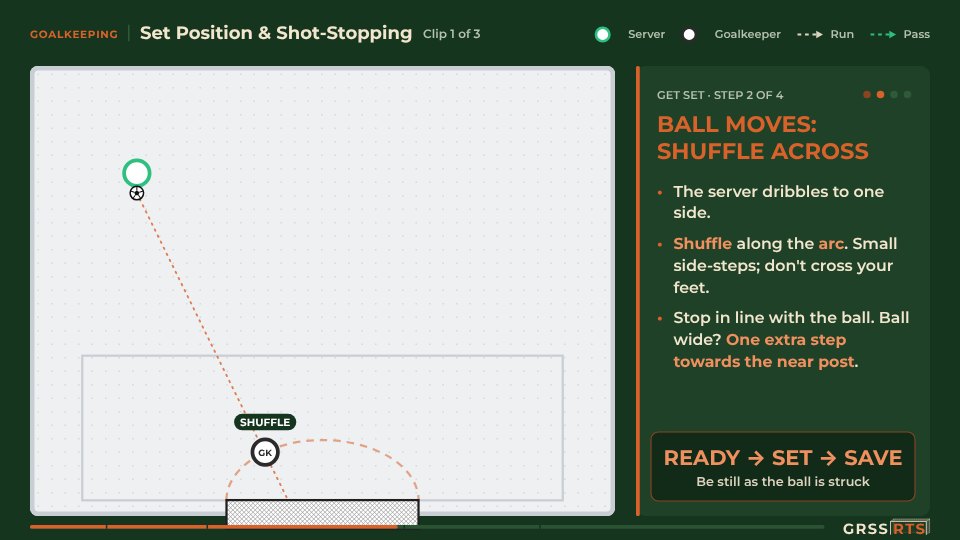 GOALKEEPING | Set Position & Shot-Stopping Clip 1 of 3
Server Goalkeeper Run Pass
GET SET · STEP 2 OF 4
BALL MOVES:
SHUFFLE ACROSS
• The server dribbles to one
side.
• Shuffle along the arc. Small
side-steps; don't cross your
feet.
• Stop in line with the ball. Ball
wide? One extra step
towards the near post.
SHUFFLE
GK
READY → SET → SAVE
Be still as the ball is struck
GRSSRTS